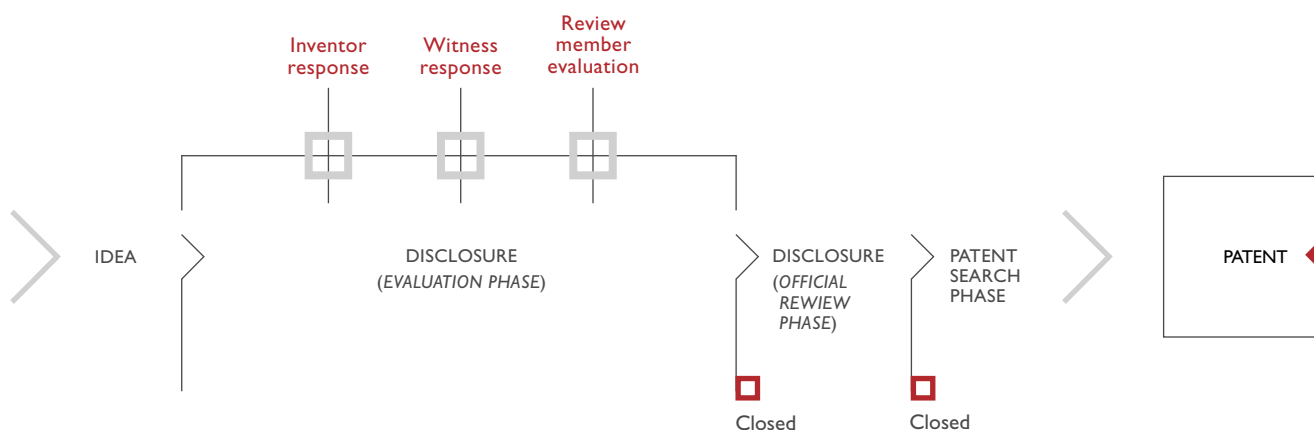 Inventor
response
Witness
response
Review
member
evaluation
IDEA
DISCLOSURE
(EVALUATION PHASE)
DISCLOSURE
(OFFICIAL
REWIEW
PHASE)
Closed
PATENT
SEARCH
PHASE
Closed
PATENT